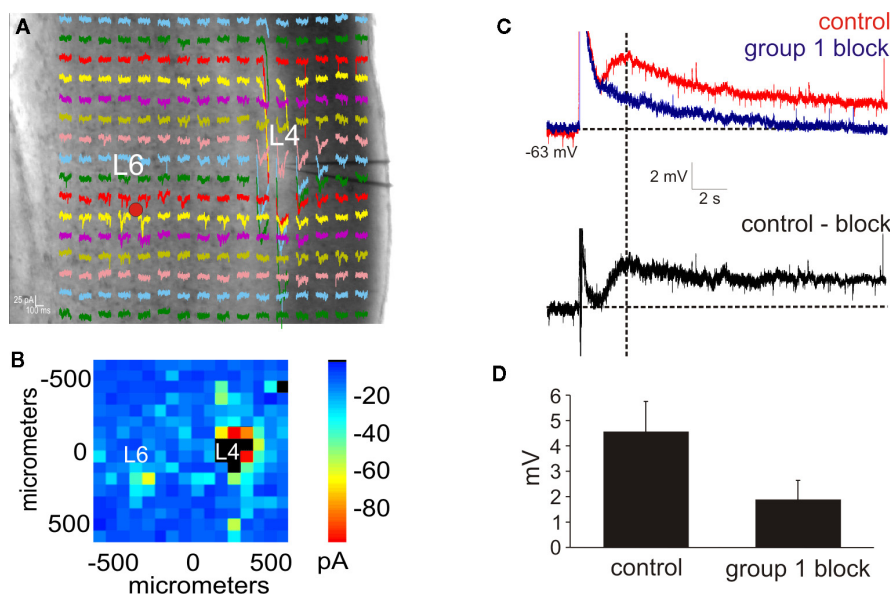 A
L6
L4
25 pA
100 ms
B
-500
0
500
micrometers
L6
L4
-500 0 500
micrometers
-20
-40
-60
-80
pA
C
control
group 1 block
-63 mV
2 mV
2 s
control - block
D
6
5
4
3
2
1
0
mV
control group 1 block